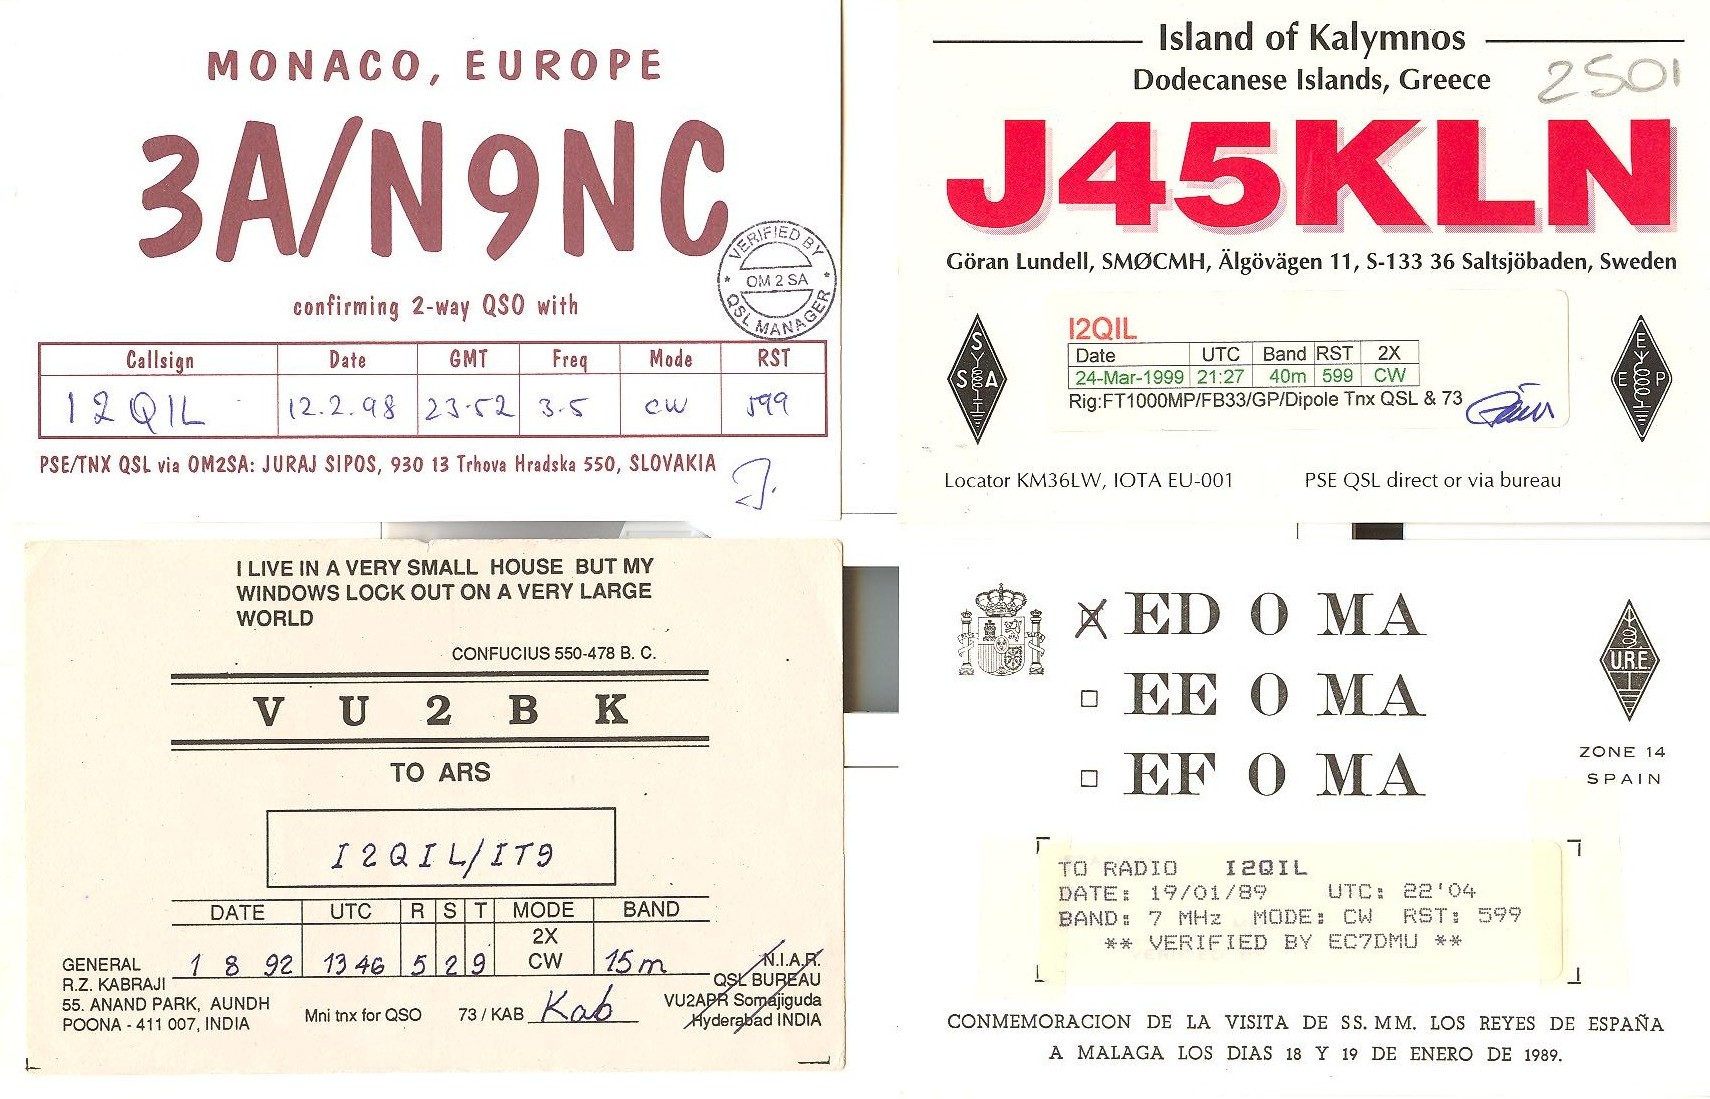 MONACO, EUROPE
3A/N9NC
VERIFIED BY
OM2SA
QSL MANAGER
confirming 2-way QSO with
Callsign Date GMT Freq Mode RST
I2QIL 12.2.98 23.52 3.5 CW 599
PSE/TNX QSL via OM2SA: JURAJ SIPOS, 930 13 Trhova Hradska 550, SLOVAKIA
Island of Kalymnos
Dodecanese Islands, Greece
2501
J45KLN
Göran Lundell, SMØCMH, Älgövägen 11, S-133 36 Saltsjöbaden, Sweden
I2QIL
Date UTC Band RST 2X
24-Mar-1999 21:27 40m 599 CW
Rig:FT1000MP/FB33/GP/Dipole Tnx QSL & 73
Locator KM36LW, IOTA EU-001 PSE QSL direct or via bureau
I LIVE IN A VERY SMALL HOUSE BUT MY
WINDOWS LOCK OUT ON A VERY LARGE
WORLD
CONFUCIUS 550-478 B. C.
V U 2 B K
TO ARS
I2QIL/IT9
DATE UTC R S T MODE BAND
1 8 92 1346 5 2 9 2X CW 15m
GENERAL
R.Z. KABRAJI
55. ANAND PARK, AUNDH
POONA - 411 007, INDIA
Mni tnx for QSO 73 / KAB Kab
N.I.A.R.
QSL BUREAU
VU2APR Somajiguda
Hyderabad INDIA
ED 0 MA
EE 0 MA
EF 0 MA
U.R.E.
ZONE 14
SPAIN
TO RADIO I2QIL
DATE: 19/01/89 UTC: 22'04
BAND: 7 MHz MODE: CW RST: 599
** VERIFIED BY EC7DMU **
CONMEMORACION DE LA VISITA DE SS. MM. LOS REYES DE ESPAÑA
A MALAGA LOS DIAS 18 Y 19 DE ENERO DE 1989.